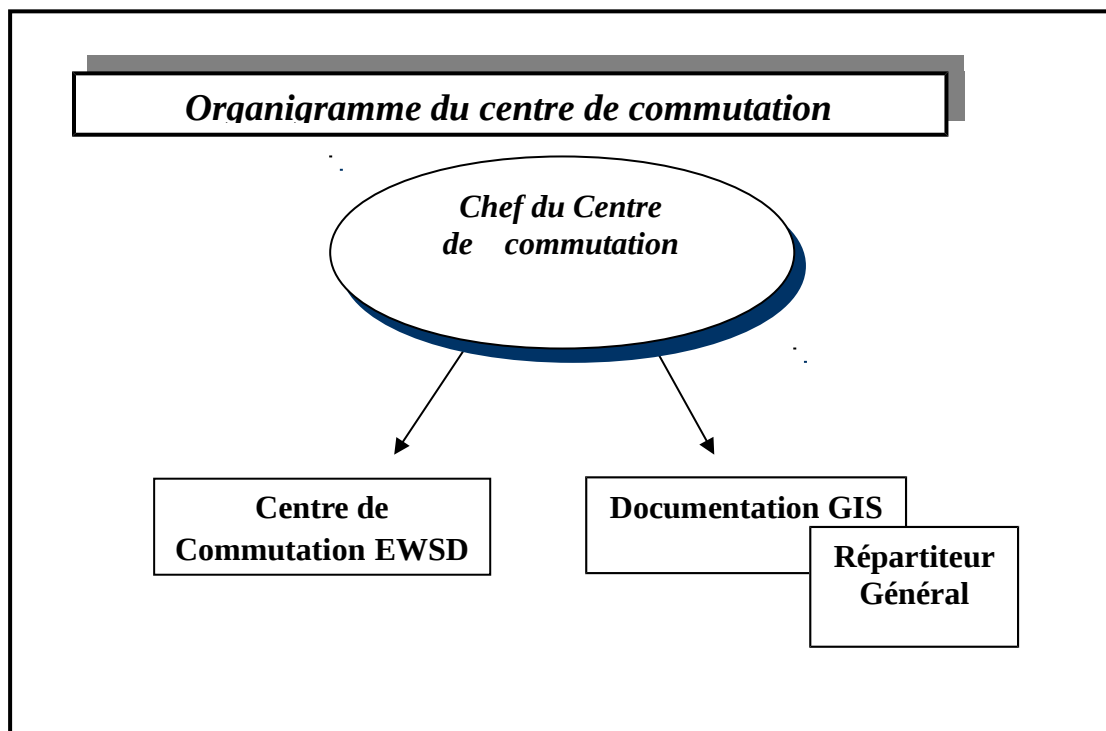 Organigramme du centre de commutation
Chef du Centre
de commutation
Centre de
Commutation EWSD
Documentation GIS
Répartiteur
Général